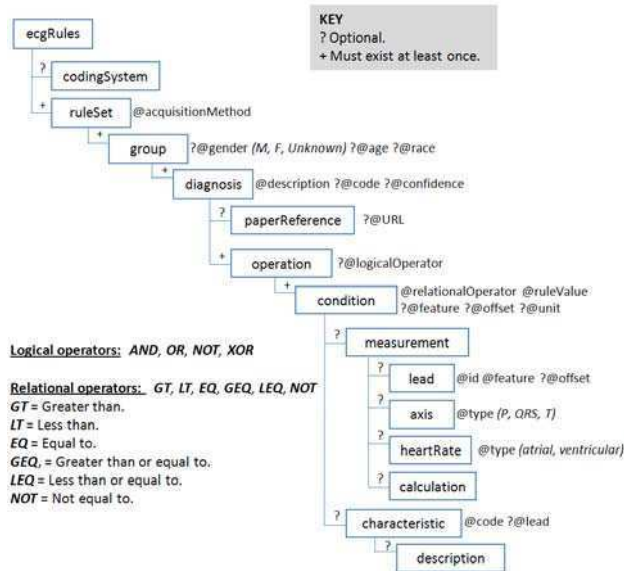 KEY
? Optional.
+ Must exist at least once.
ecgRules
?
codingSystem
+
ruleSet @acquisitionMethod
+
group ?@gender (M, F, Unknown) ?@age ?@race
+
diagnosis @description ?@code ?@confidence
?
paperReference ?@URL
+
operation ?@logicalOperator
+
condition @relationalOperator @ruleValue
?@feature ?@offset ?@unit
?
measurement
?
lead @id @feature ?@offset
?
axis @type (P, QRS, T)
?
heartRate @type (atrial, ventricular)
?
calculation
?
characteristic @code ?@lead
?
description
Logical operators: AND, OR, NOT, XOR
Relational operators: GT, LT, EQ, GEQ, LEQ, NOT
GT = Greater than.
LT = Less than.
EQ = Equal to.
GEQ, = Greater than or equal to.
LEQ = Less than or equal to.
NOT = Not equal to.